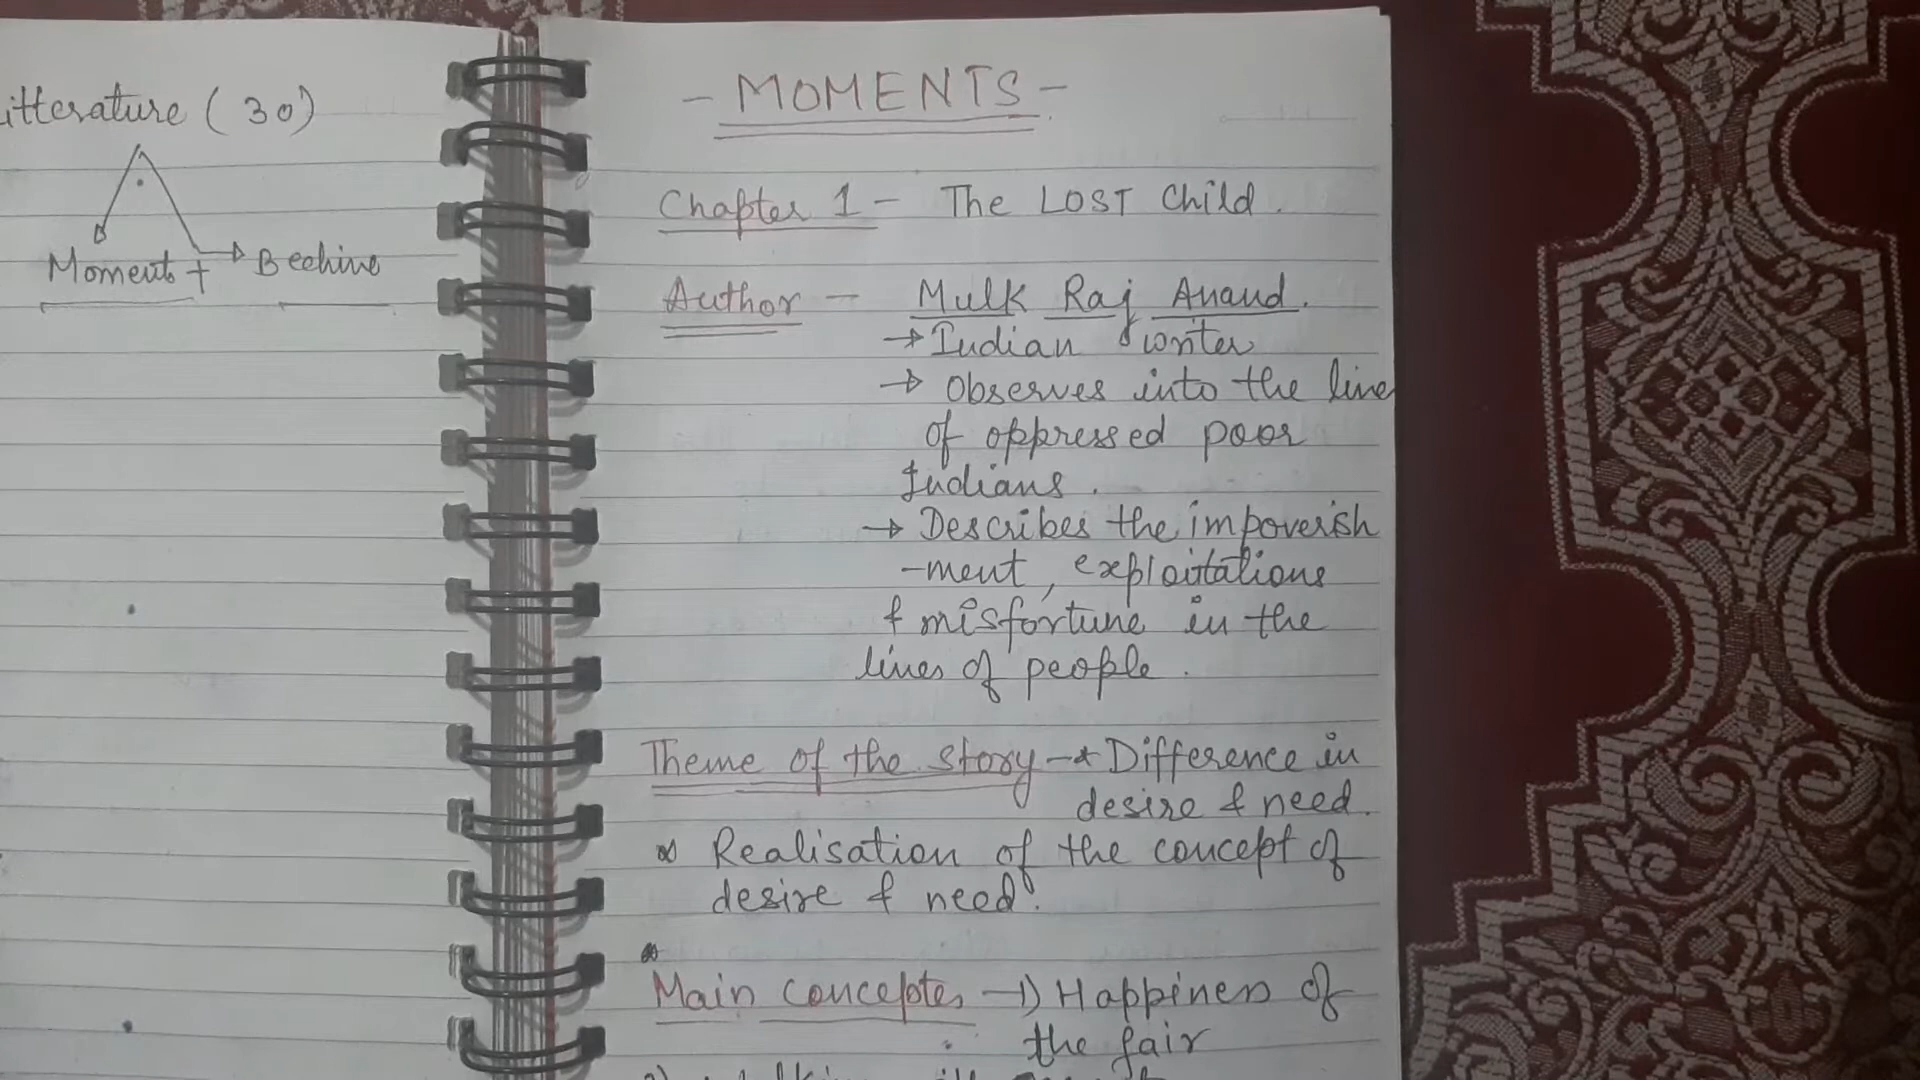 itterature (30)
Moments + Beehive
- MOMENTS -
Chapter 1 - The LOST Child.
Author - Mulk Raj Anand.
→ Indian writer
→ Observes into the lives
of oppressed poor
Indians.
→ Describes the impoverish
-ment, exploitations
& misfortune in the
lives of people.
Theme of the story - * Difference in
desire & need.
* Realisation of the concept of
desire & need.
Main concepts - 1) Happiness of
the fair